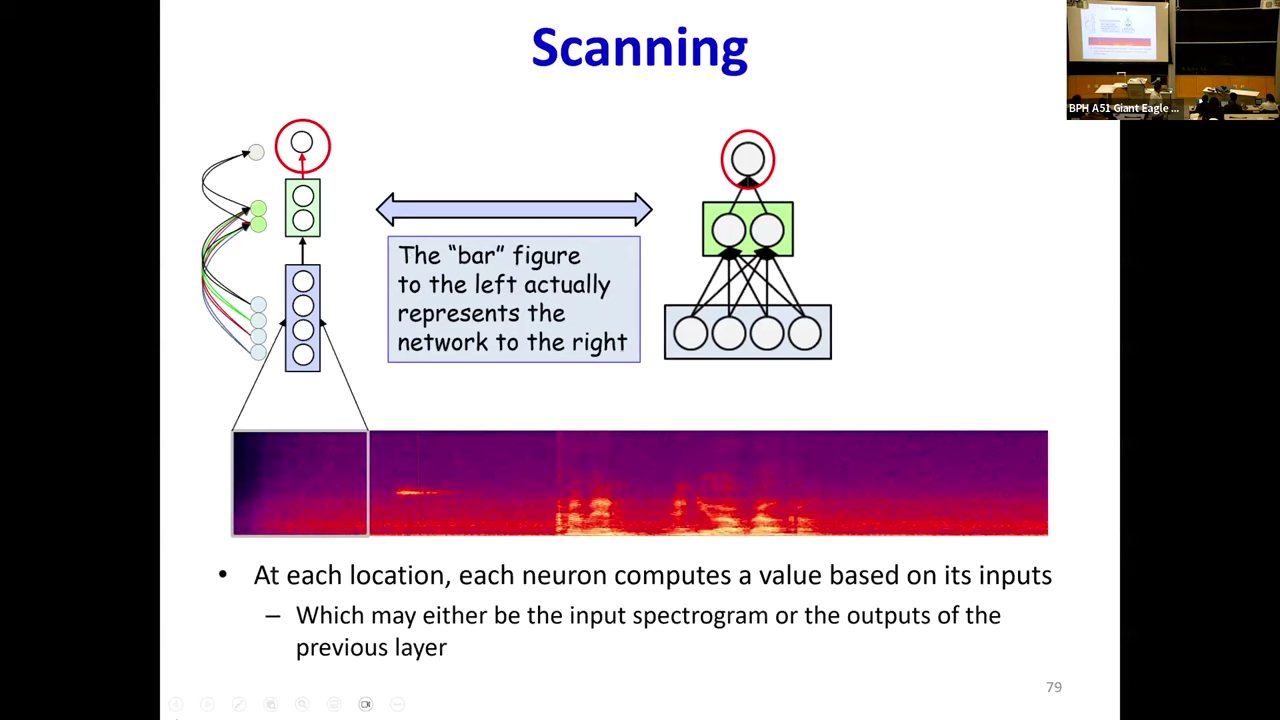 Scanning
BPH A51 Giant Eagle ...
The “bar” figure
to the left actually
represents the
network to the right
• At each location, each neuron computes a value based on its inputs
– Which may either be the input spectrogram or the outputs of the
previous layer
79